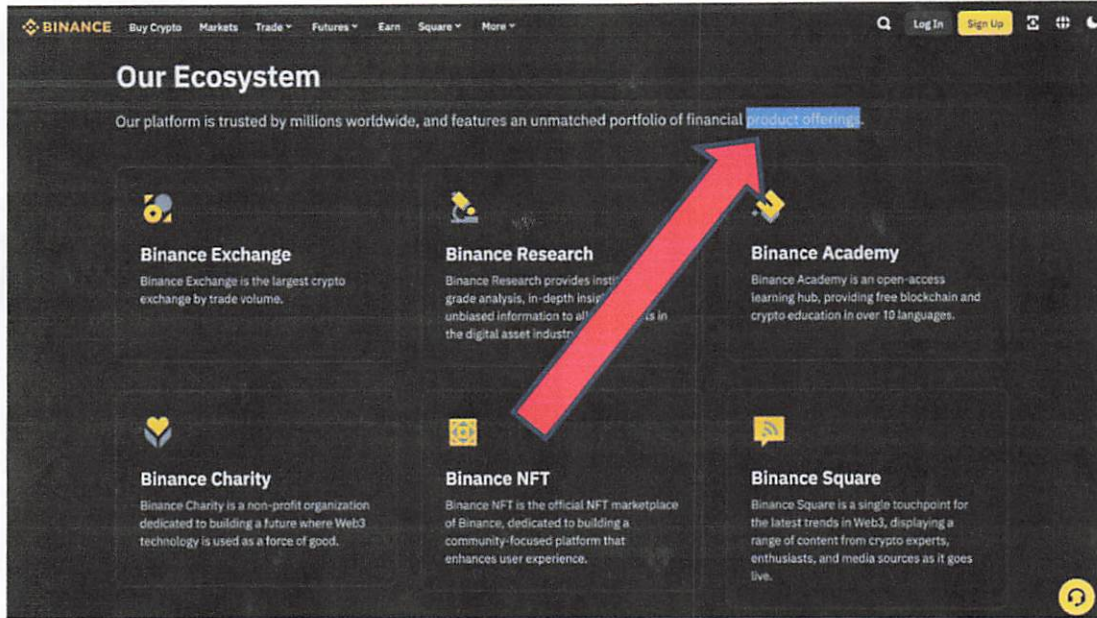 BINANCE Buy Crypto Markets Trade Futures Earn Square More Log In Sign Up
Our Ecosystem
Our platform is trusted by millions worldwide, and features an unmatched portfolio of financial product offerings.
Binance Exchange
Binance Exchange is the largest crypto
exchange by trade volume.
Binance Research
Binance Research provides
grade analysis, in-depth
unbiased information to in
the digital asset
Binance Academy
Binance Academy is an open-access
learning hub, providing free blockchain and
crypto education in over 10 languages.
Binance Charity
Binance Charity is a non-profit organization
dedicated to building a future where Web3
technology is used as a force of good.
Binance NFT
Binance NFT is the official NFT marketplace
of Binance, dedicated to building a
community-focused platform that
enhances user experience.
Binance Square
Binance Square is a single touchpoint for
the latest trends in Web3, displaying a
range of content from crypto experts,
enthusiasts, and media sources as it goes
live.